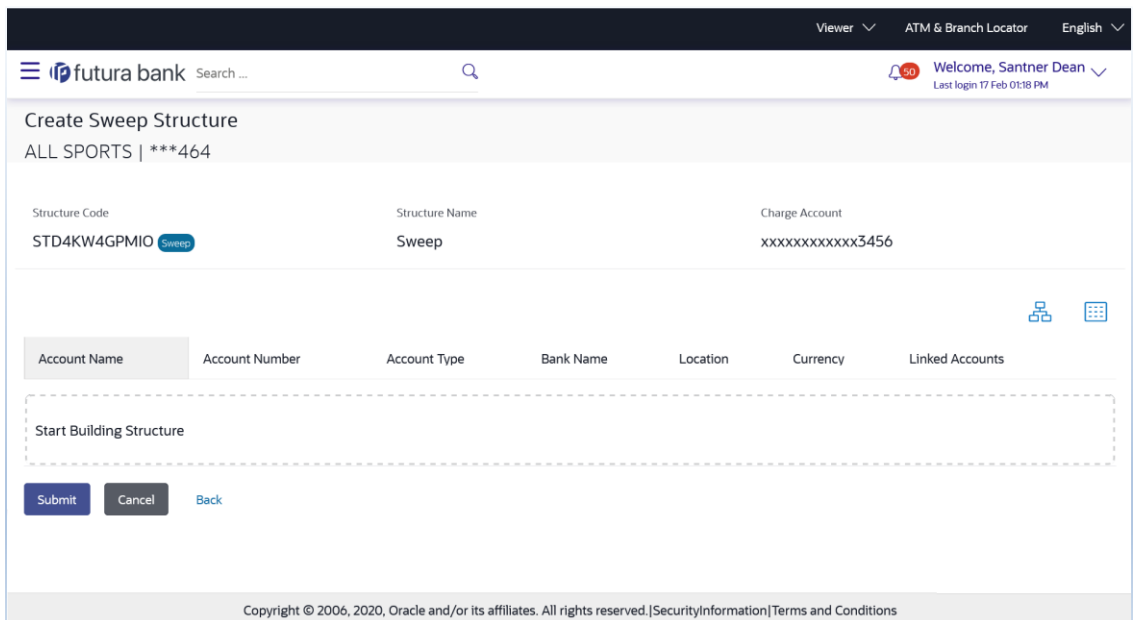 Viewer ATM & Branch Locator English
futura bank Search ... 50 Welcome, Santner Dean
Last login 17 Feb 01:18 PM
Create Sweep Structure
ALL SPORTS | ***464
Structure Code Structure Name Charge Account
STD4KW4GPMIO Sweep Sweep xxxxxxxxxxxx3456
Account Name Account Number Account Type Bank Name Location Currency Linked Accounts
Start Building Structure
Submit Cancel Back
Copyright © 2006, 2020, Oracle and/or its affiliates. All rights reserved.|SecurityInformation|Terms and Conditions